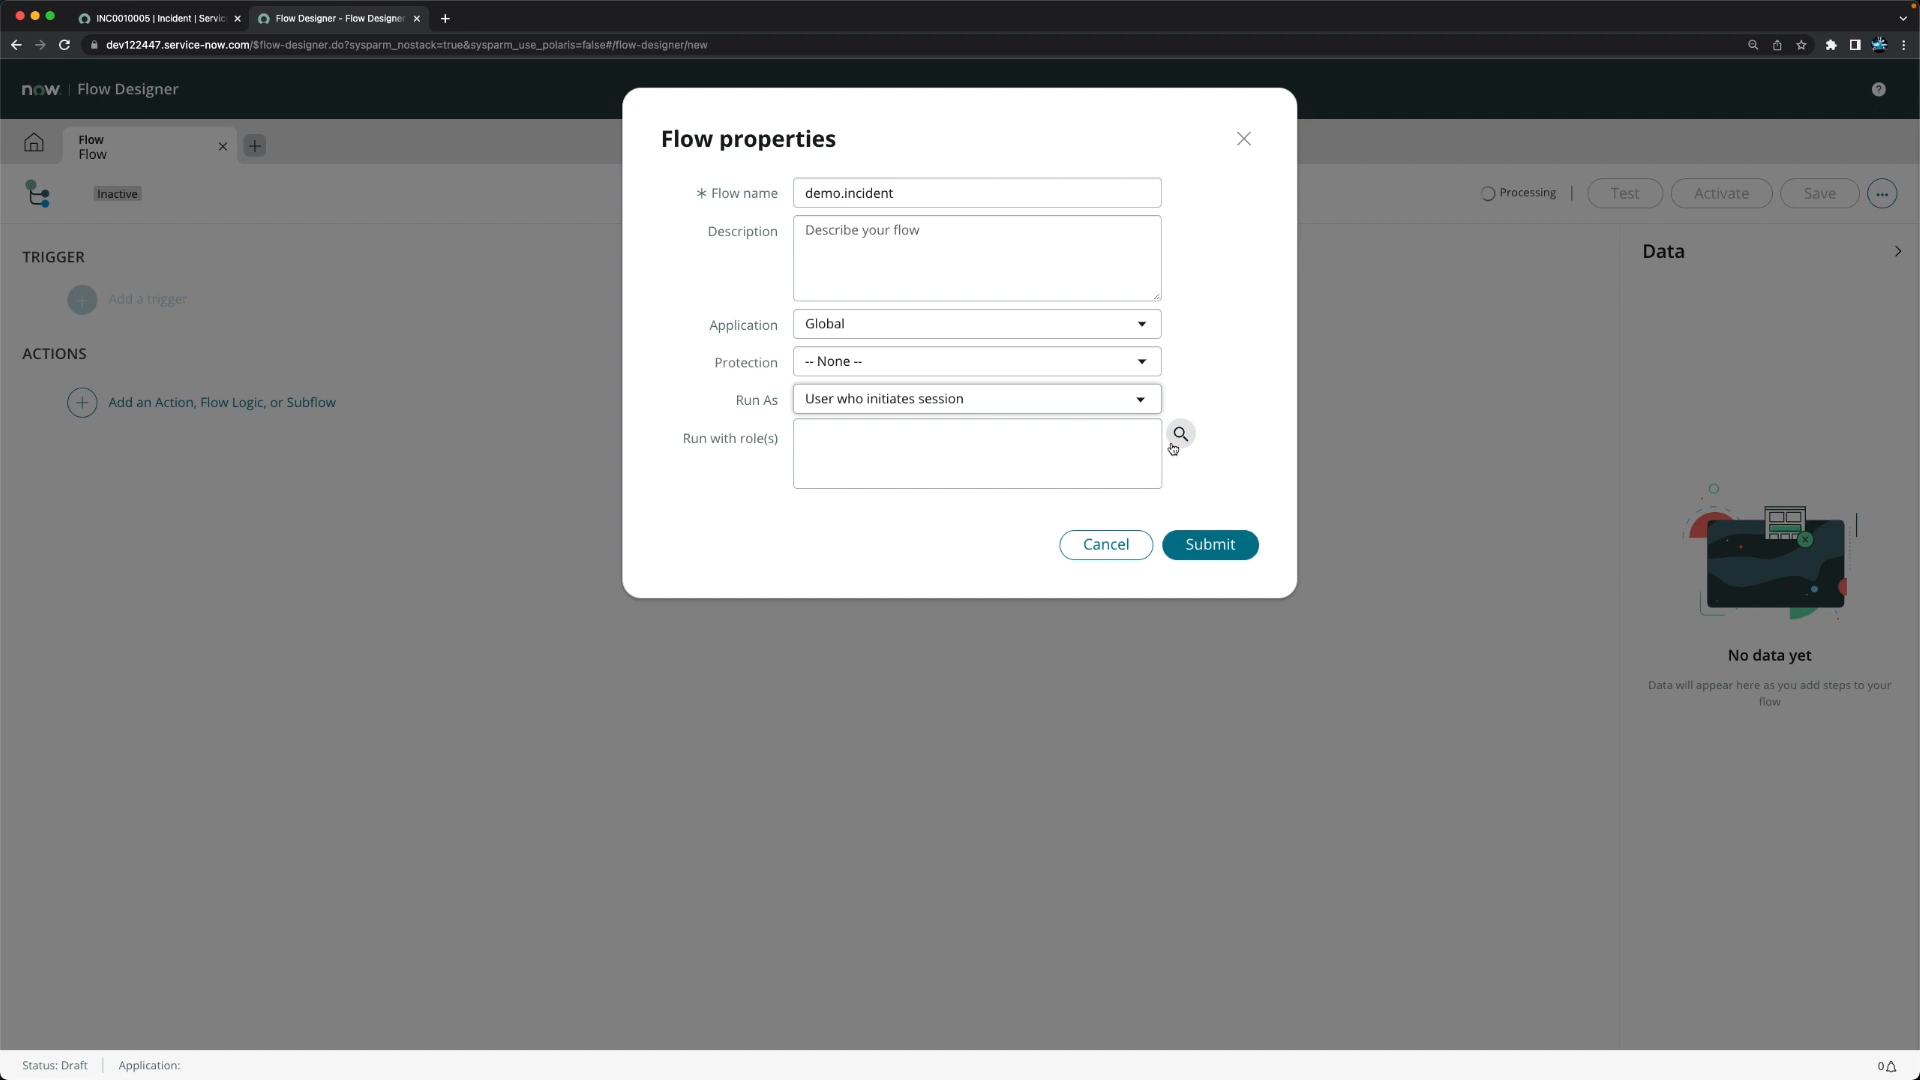 INC0010005 | Incident | Servic
Flow Designer - Flow Designer
dev122447.service-now.com/$flow-designer.do?sysparm_nostack=true&sysparm_use_polaris=false#/flow-designer/new
now. | Flow Designer
Flow
Flow
Inactive
Processing
Test
Activate
Save
TRIGGER
Add a trigger
ACTIONS
Add an Action, Flow Logic, or Subflow
Flow properties
* Flow name
demo.incident
Description
Describe your flow
Application
Global
Protection
-- None --
Run As
User who initiates session
Run with role(s)
Cancel
Submit
Data
No data yet
Data will appear here as you add steps to your
flow
Status: Draft
Application:
0